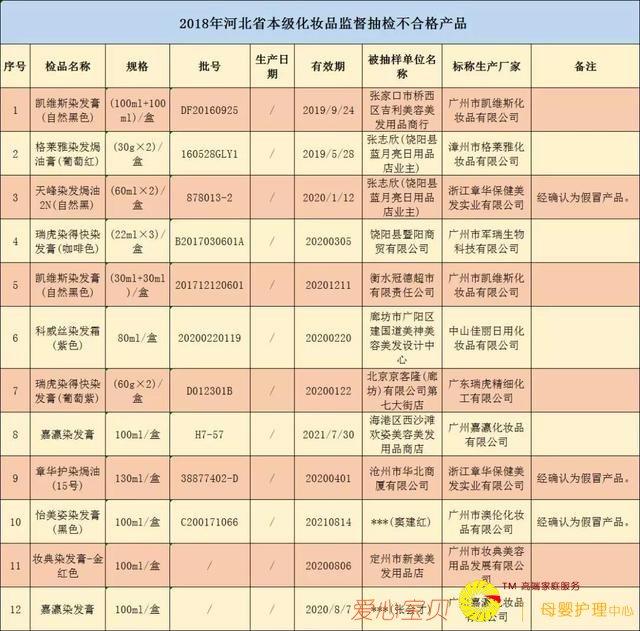 2018年河北省本级化妆品监督抽检不合格产品
序号 检品名称 规格 批号 生产日期 有效期 被抽样单位名称 标称生产厂家 备注
1 凯维斯染发膏(自然黑色) (100ml+100ml)/盒 DF20160925 / 2019/9/24 张家口市桥西区吉利美容美发用品商行 广州市凯维斯化妆品有限公司
2 格莱雅染发焗油膏(葡萄红) (30g×2)/盒 160528GLY1 / 2019/5/28 张志欣(饶阳县蓝月亮日用品店业主) 漳州市格莱雅化妆品有限公司
3 天峰染发焗油2N(自然黑) (60ml×2)/盒 878013-2 / 2020/1/12 张志欣(饶阳县蓝月亮日用品店业主) 浙江章华保健美发实业有限公司 经确认为假冒产品。
4 瑞虎染得快染发膏(咖啡色) (22ml×3)/盒 B2017030601A / 20200305 饶阳县暨阳商贸有限公司 广州市军瑞生物科技有限公司
5 凯维斯染发膏(自然黑色) (30ml+30ml)/盒 201712120601 / 20201211 衡水冠德超市有限责任公司 广州市凯维斯化妆品有限公司
6 科威丝染发霜(紫色) 80ml/盒 20200220119 / 20200220 廊坊市广阳区建国道美神美容美发设计中心 中山佳丽日用化妆品有限公司
7 瑞虎染得快染发膏(葡萄紫) (60g×2)/盒 D012301B / 20200122 北京京客隆(廊坊)有限公司第七大街店 广东瑞虎精细化工有限公司
8 嘉瀛染发膏 100ml/盒 H7-57 / 2021/7/30 海港区西沙滩欢姿美容美发用品商店 广州嘉瀛化妆品有限公司
9 章华护染焗油(15号) 130ml/盒 38877402-D / 20200401 沧州市华北商厦有限公司 浙江章华保健美发实业有限公司 经确认为假冒产品。
10 怡美姿染发膏(黑色) 100ml/盒 C200171066 / 20210814 ***(窦建红) 广州市澳伦化妆品有限公司 经确认为假冒产品。
11 妆典染发膏-金红色 100ml/盒 / / 20200806 定州市新美美发用品店 广州市妆典美容用品发展有限公司
12 嘉瀛染发膏 100ml/盒 / / 2020/8/7 ***(张 广州嘉瀛化妆品有限公司
爱心宝贝 TM 高端家庭服务
母婴护理中心